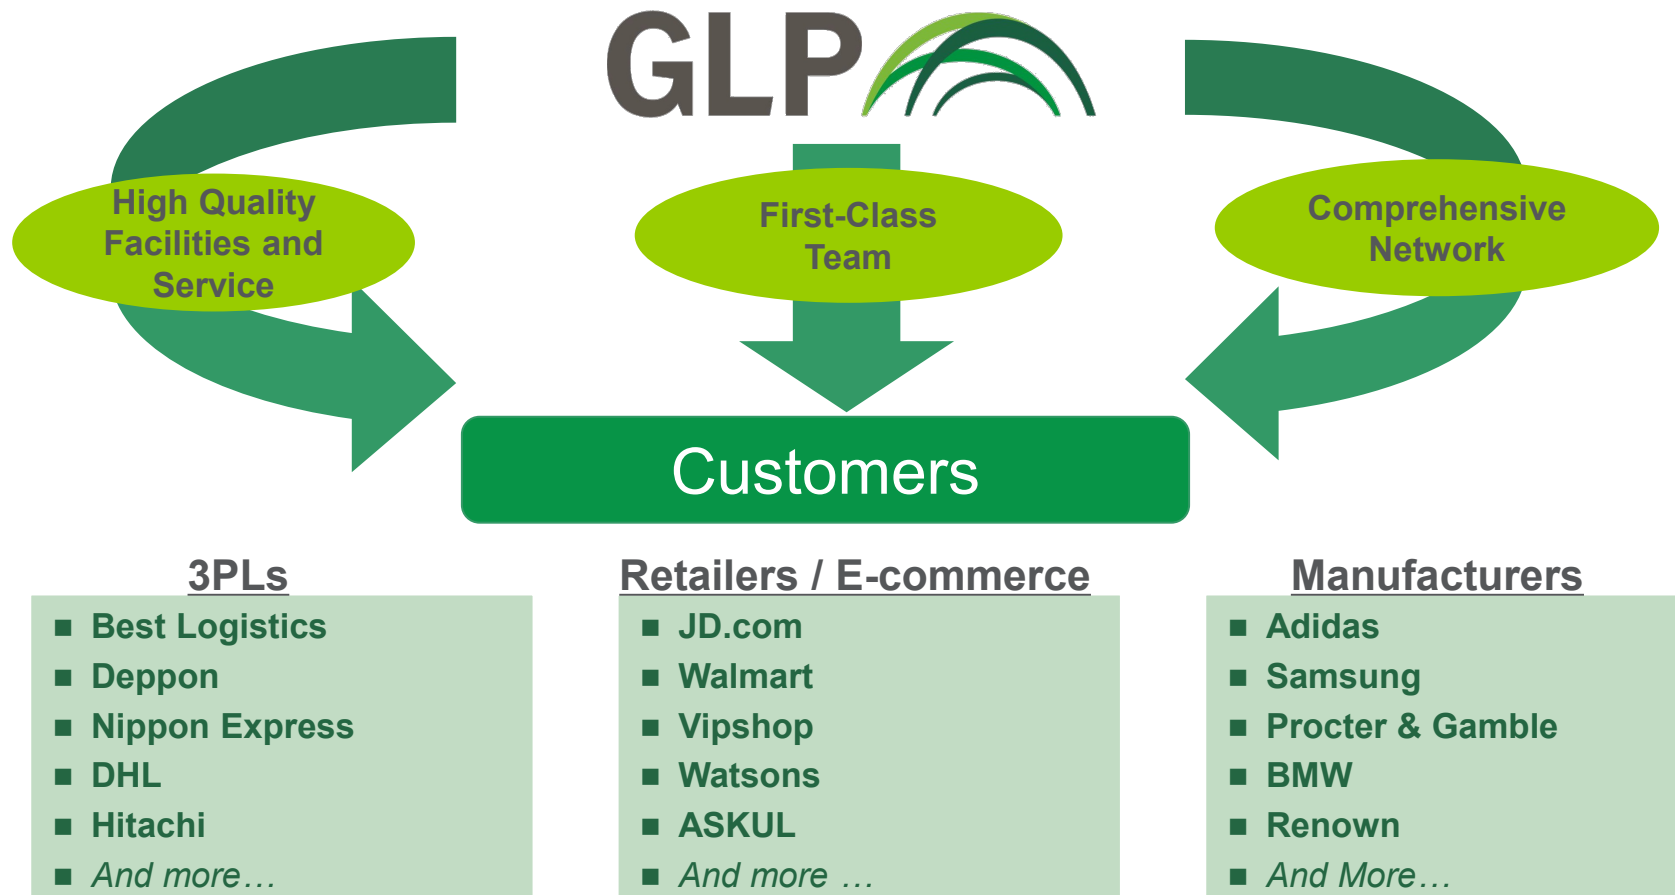 GLP
High Quality
Facilities and
Service
First-Class
Team
Comprehensive
Network
Customers
3PLs
■ Best Logistics
■ Deppon
■ Nippon Express
■ DHL
■ Hitachi
■ And more…
Retailers / E-commerce
■ JD.com
■ Walmart
■ Vipshop
■ Watsons
■ ASKUL
■ And more …
Manufacturers
■ Adidas
■ Samsung
■ Procter & Gamble
■ BMW
■ Renown
■ And More…